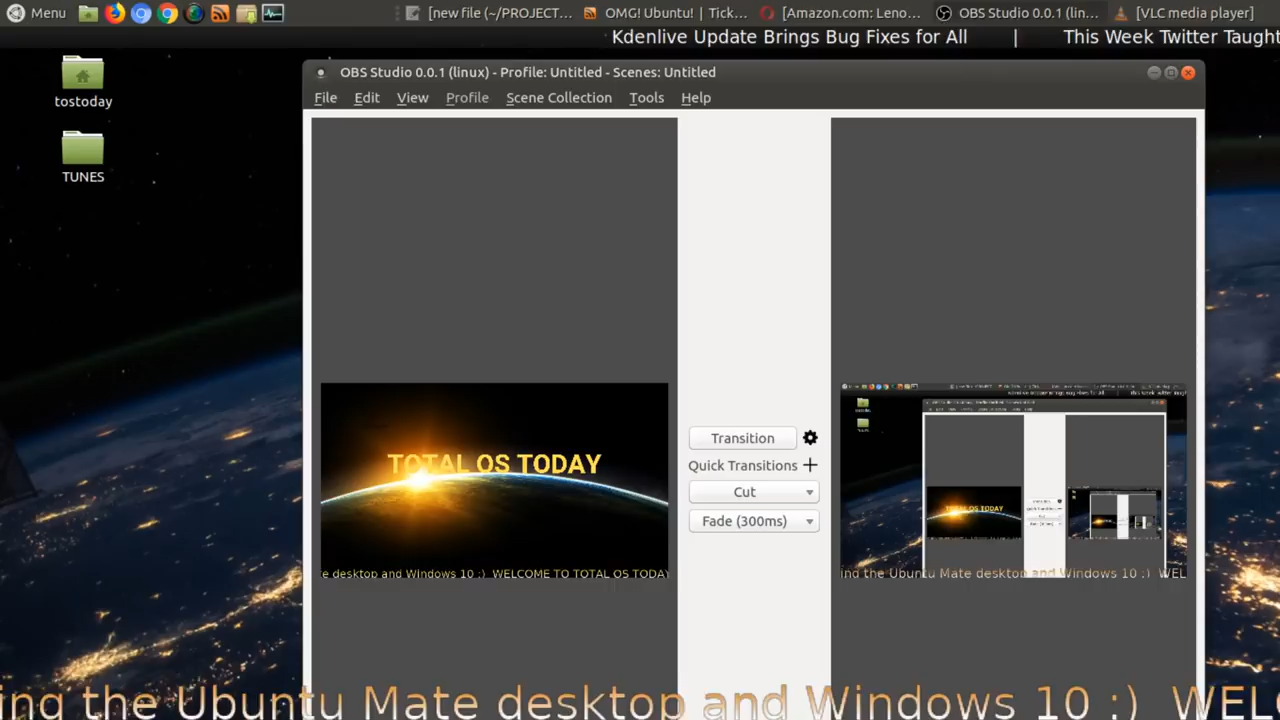 Menu [new file (~/PROJECT... OMG! Ubuntu! | Tick... [Amazon.com: Leno... OBS Studio 0.0.1 (lin... [VLC media player]
Kdenlive Update Brings Bug Fixes for All | This Week Twitter Taught
tostoday
TUNES
OBS Studio 0.0.1 (linux) - Profile: Untitled - Scenes: Untitled
File Edit View Profile Scene Collection Tools Help
TOTAL OS TODAY
e desktop and Windows 10 :) WELCOME TO TOTAL OS TODAY
Transition
Quick Transitions
Cut
Fade (300ms)
TOTAL OS TODAY
ing the Ubuntu Mate desktop and Windows 10 :) WEL
ing the Ubuntu Mate desktop and Windows 10 :) WEL